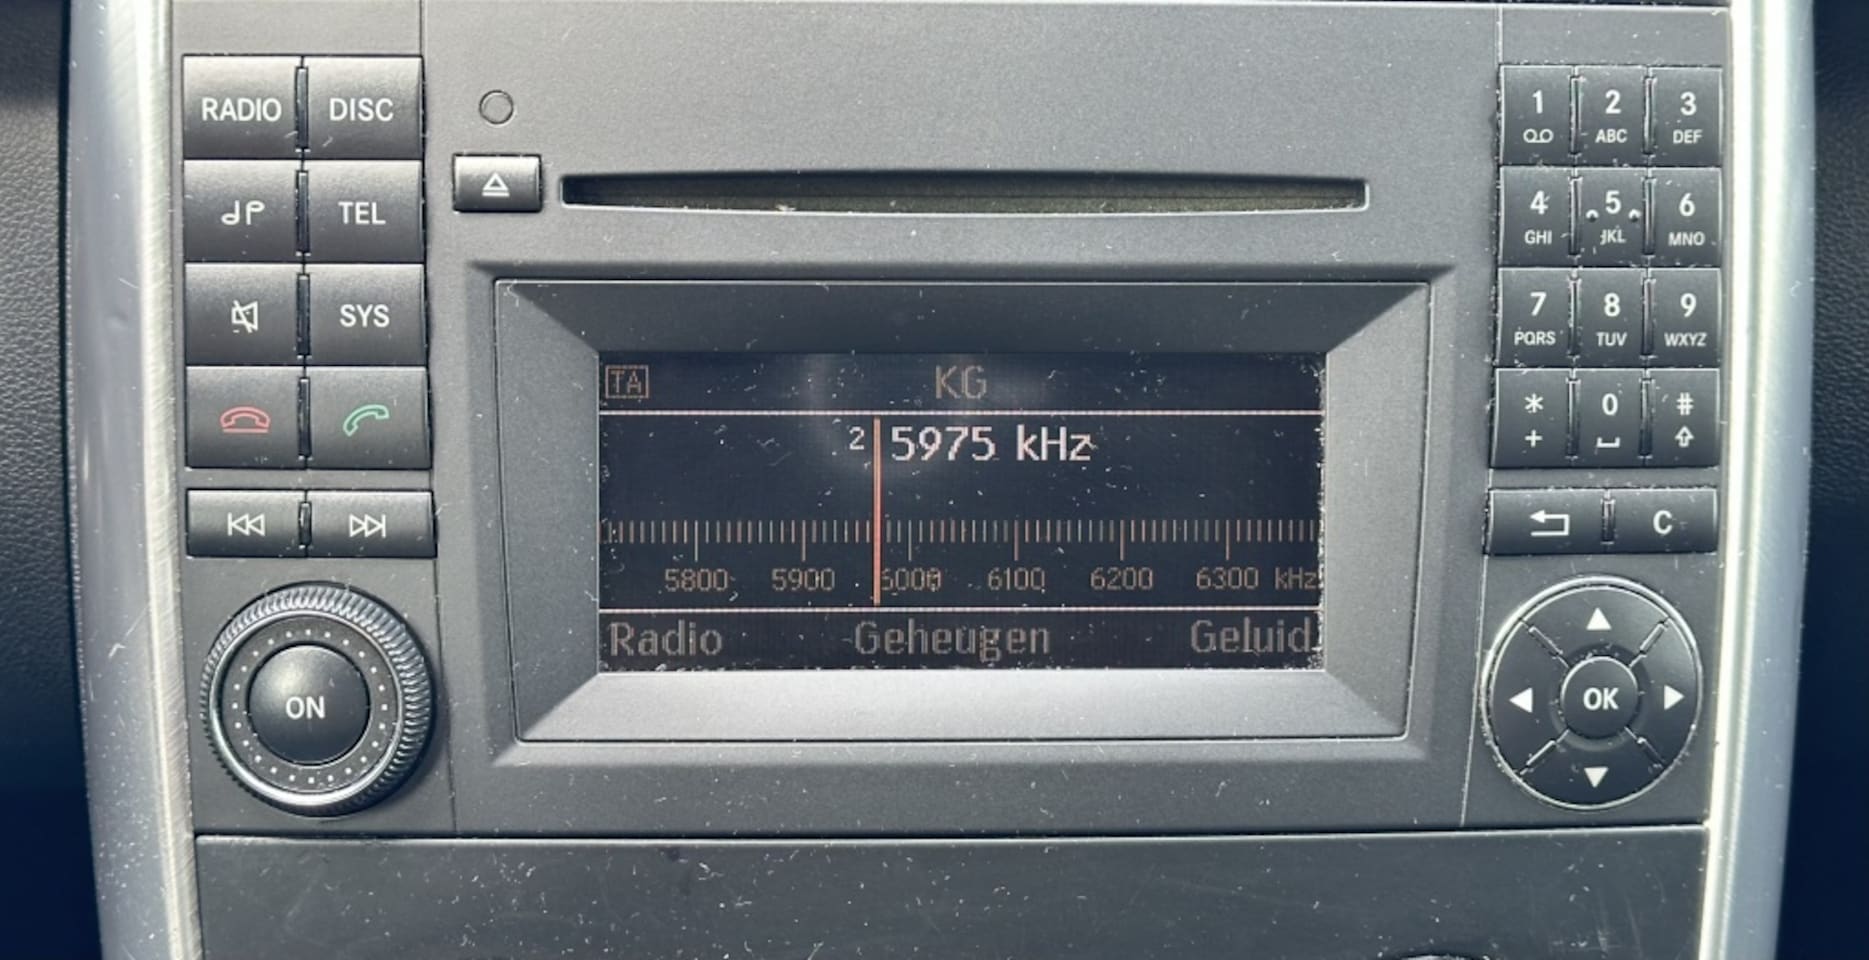 RADIO DISC
TEL
SYS
ON
TA KG
2 5975 kHz
5800 5900 6000 6100 6200 6300 kHz
Radio Geheugen Geluid
1 2 3
ABC DEF
4 5 6
GHI JKL MNO
7 8 9
PQRS TUV WXYZ
* 0 #
+
C
OK